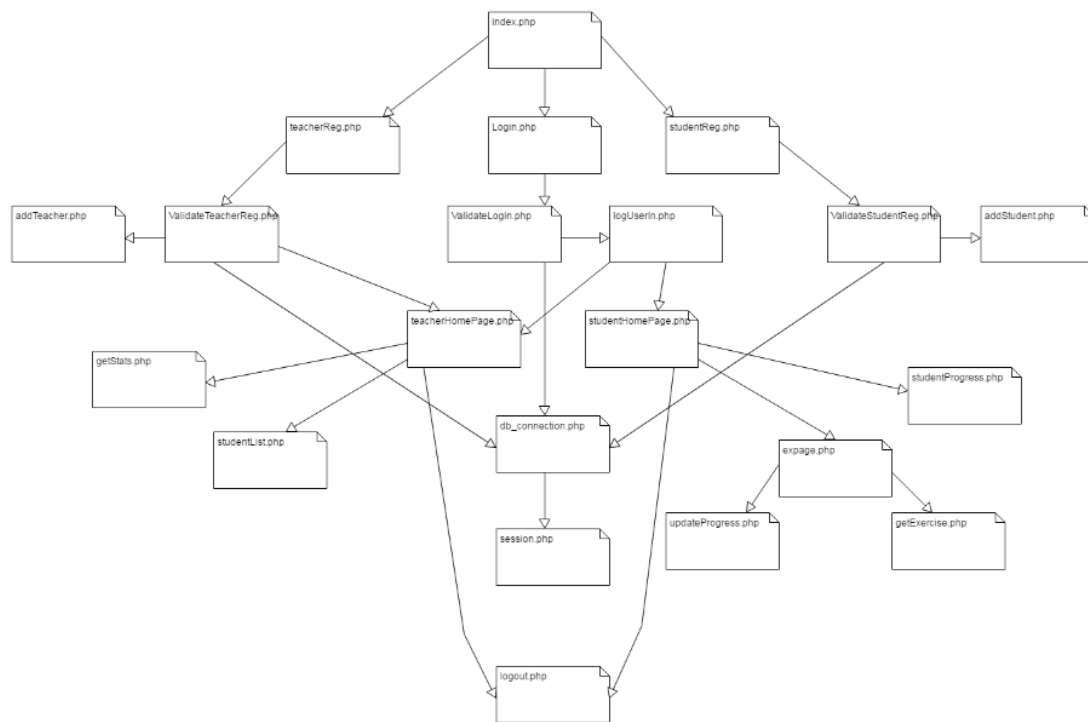 index.php
teacherReg.php
Login.php
studentReg.php
addTeacher.php
ValidateTeacherReg.php
ValidateLogin.php
logUserIn.php
ValidateStudentReg.php
addStudent.php
teacherHomePage.php
studentHomePage.php
getStats.php
studentProgress.php
db_connection.php
studentList.php
expage.php
updateProgress.php
getExercise.php
session.php
logout.php